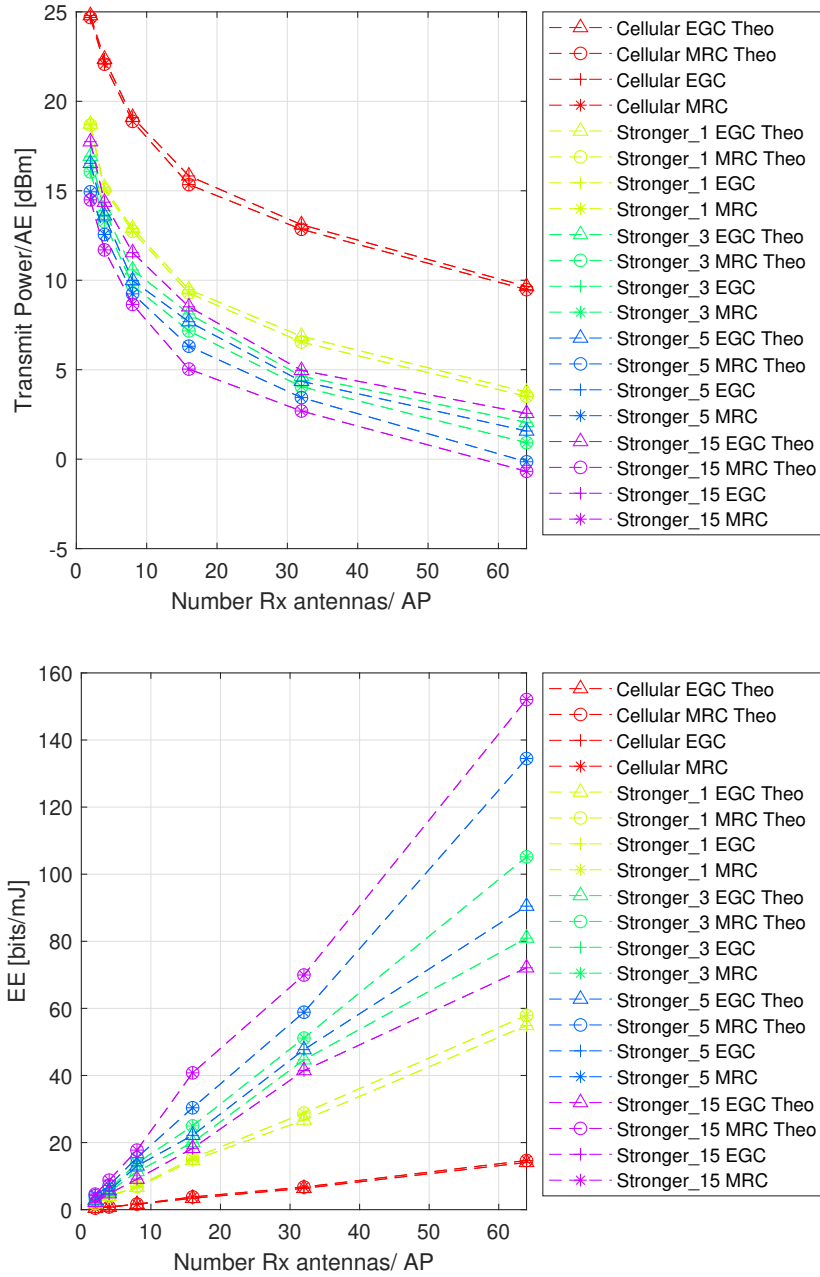 25
20
15
10
5
0
-5
Transmit Power/AE [dBm]
0 10 20 30 40 50 60
Number Rx antennas/ AP
Cellular EGC Theo
Cellular MRC Theo
Cellular EGC
Cellular MRC
Stronger_1 EGC Theo
Stronger_1 MRC Theo
Stronger_1 EGC
Stronger_1 MRC
Stronger_3 EGC Theo
Stronger_3 MRC Theo
Stronger_3 EGC
Stronger_3 MRC
Stronger_5 EGC Theo
Stronger_5 MRC Theo
Stronger_5 EGC
Stronger_5 MRC
Stronger_15 EGC Theo
Stronger_15 MRC Theo
Stronger_15 EGC
Stronger_15 MRC
160
140
120
100
80
60
40
20
0
EE [bits/mJ]
0 10 20 30 40 50 60
Number Rx antennas/ AP
Cellular EGC Theo
Cellular MRC Theo
Cellular EGC
Cellular MRC
Stronger_1 EGC Theo
Stronger_1 MRC Theo
Stronger_1 EGC
Stronger_1 MRC
Stronger_3 EGC Theo
Stronger_3 MRC Theo
Stronger_3 EGC
Stronger_3 MRC
Stronger_5 EGC Theo
Stronger_5 MRC Theo
Stronger_5 EGC
Stronger_5 MRC
Stronger_15 EGC Theo
Stronger_15 MRC Theo
Stronger_15 EGC
Stronger_15 MRC